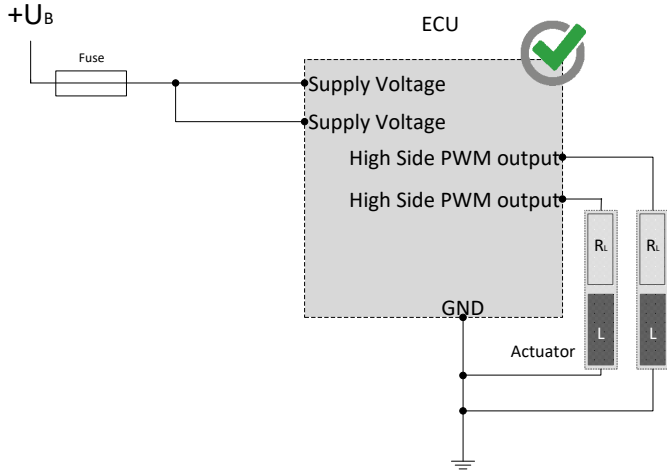 +UB
ECU
Fuse
Supply Voltage
Supply Voltage
High Side PWM output
High Side PWM output
RL
RL
GND
L
L
Actuator